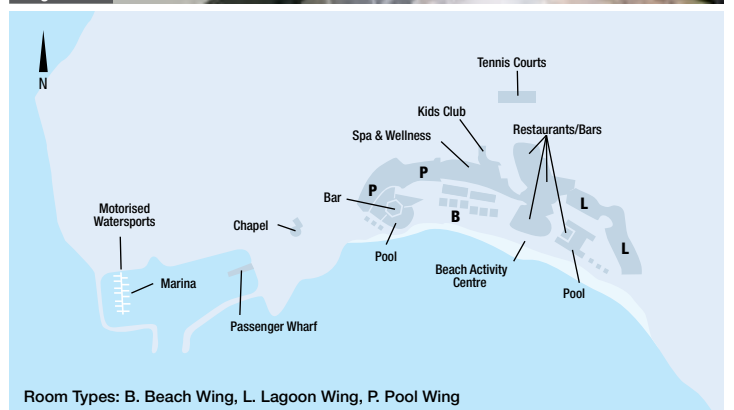 N
Tennis Courts
Kids Club
Restaurants/Bars
Spa & Wellness
P
P
Bar
L
Motorised
Watersports
Chapel
B
L
Pool
Beach Activity
Centre
Marina
Pool
Passenger Wharf
Room Types: B. Beach Wing, L. Lagoon Wing, P. Pool Wing